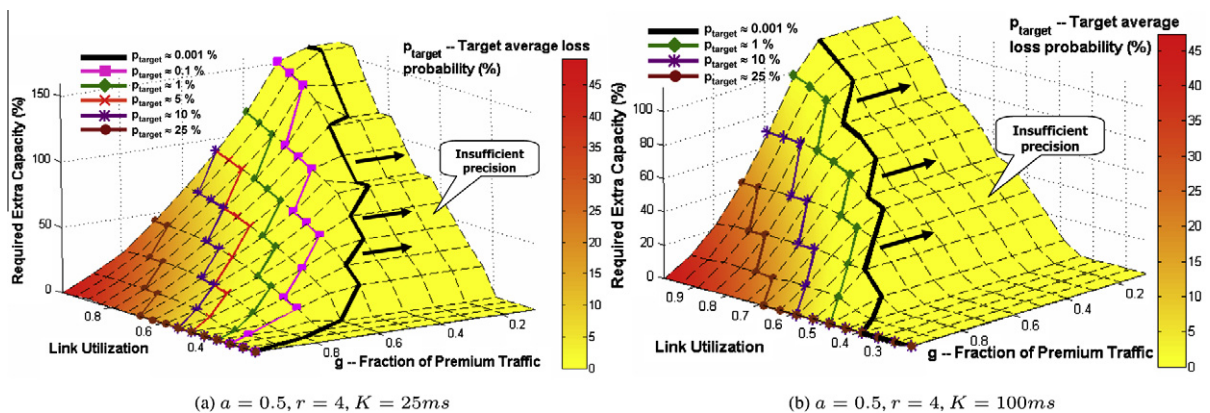 p_target ≈ 0.001 %
p_target ≈ 0.1 %
p_target ≈ 1 %
p_target ≈ 5 %
p_target ≈ 10 %
p_target ≈ 25 %
p_target -- Target average loss
probability (%)
Insufficient
precision
Required Extra Capacity (%)
150
100
50
0
0.8
0.6
0.4
Link Utilization
0.8
0.6
0.4
0.2
g -- Fraction of Premium Traffic
45
40
35
30
25
20
15
10
5
0
(a) a = 0.5, r = 4, K = 25ms
p_target ≈ 0.001 %
p_target ≈ 1 %
p_target ≈ 10 %
p_target ≈ 25 %
p_target -- Target average
loss probability (%)
Insufficient
precision
Required Extra Capacity (%)
100
80
60
40
20
0
0.9
0.8
0.7
0.6
0.5
0.4
0.3
Link Utilization
0.8
0.6
0.4
0.2
g -- Fraction of Premium Traffic
45
40
35
30
25
20
15
10
5
0
(b) a = 0.5, r = 4, K = 100ms